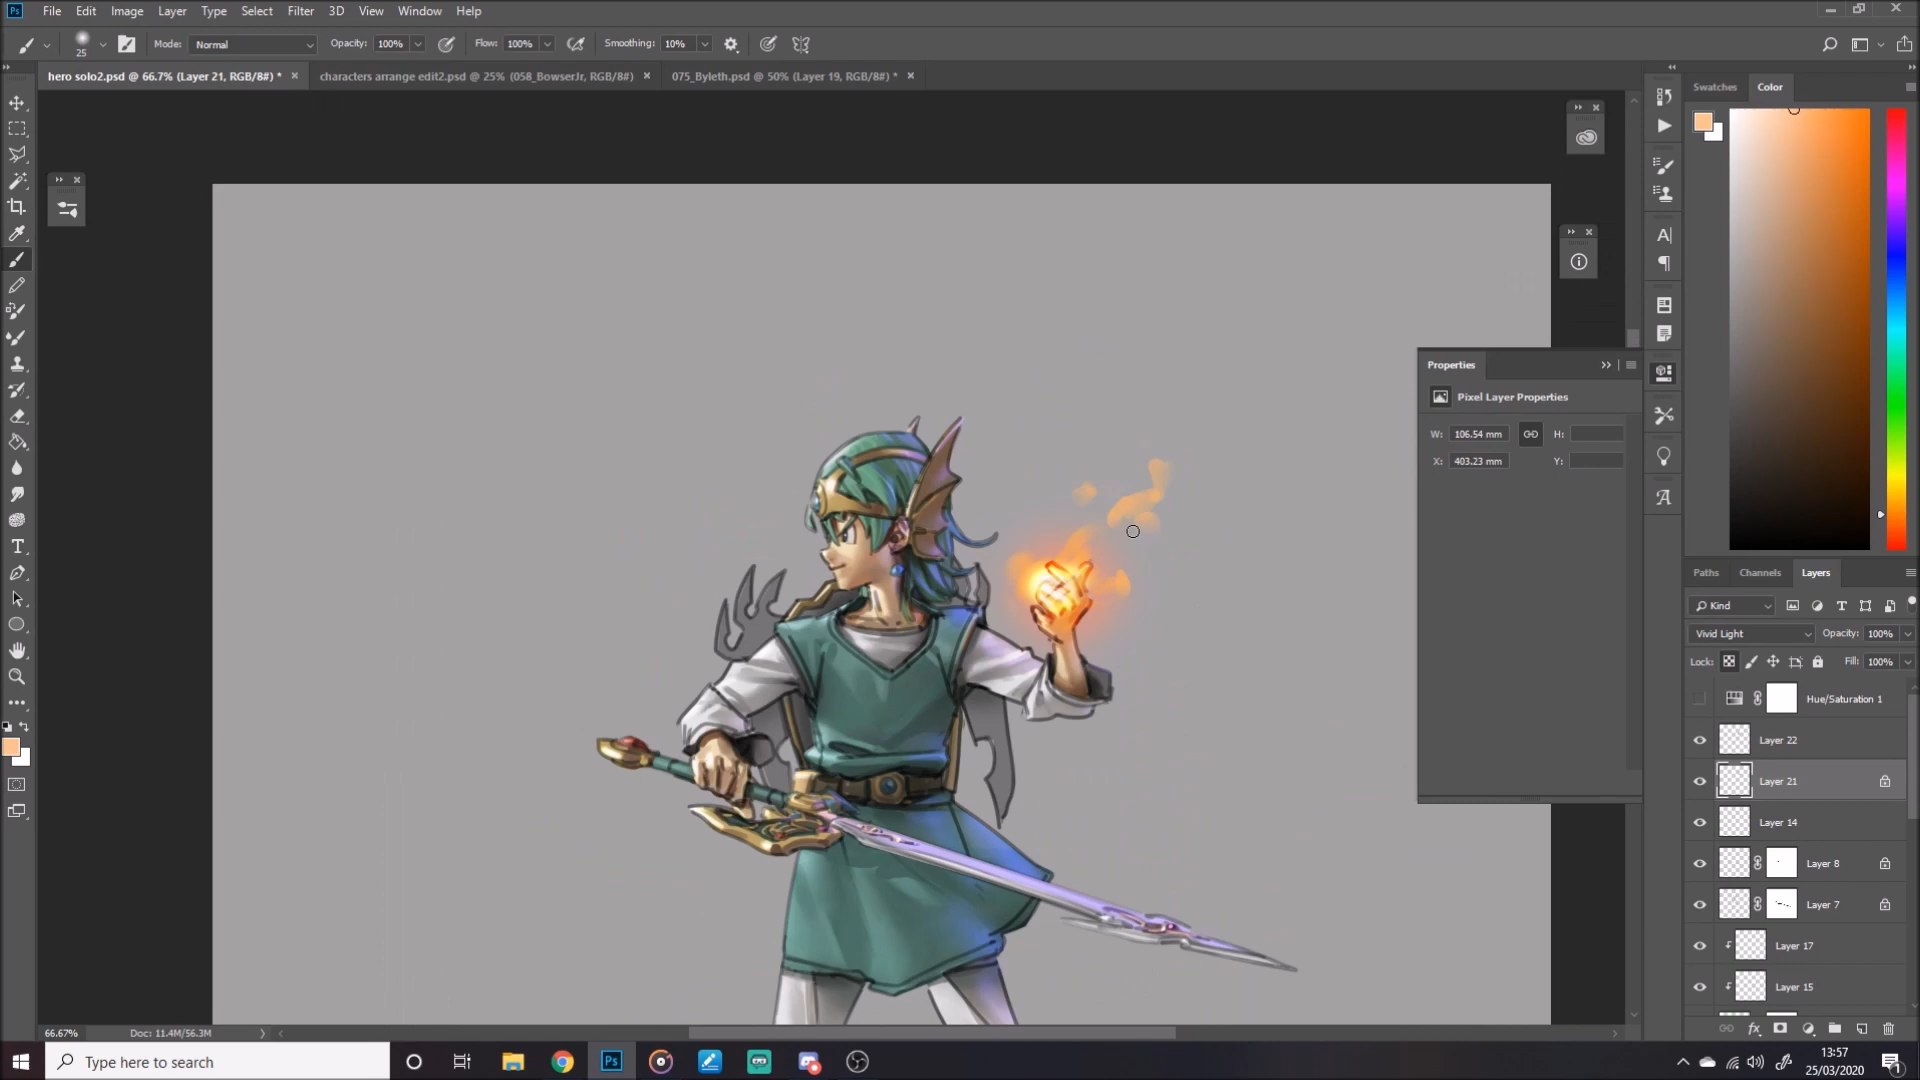 Ps File Edit Image Layer Type Select Filter 3D View Window Help
25 Mode: Normal Opacity: 100% Flow: 100% Smoothing: 10%
hero solo2.psd @ 66.7% (Layer 21, RGB/8#) * × characters arrange edit2.psd @ 25% (058_BowserJr, RGB/8#) × 075_Byleth.psd @ 50% (Layer 19, RGB/8#) * ×
Swatches Color
Properties
Pixel Layer Properties
W: 106.54 mm H:
X: 403.23 mm Y:
Paths Channels Layers
Kind
Vivid Light Opacity: 100%
Lock: Fill: 100%
Hue/Saturation 1
Layer 22
Layer 21
Layer 14
Layer 8
Layer 7
Layer 17
Layer 15
66.67% Doc: 11.4M/56.3M
Type here to search
Ps
13:57
25/03/2020
1